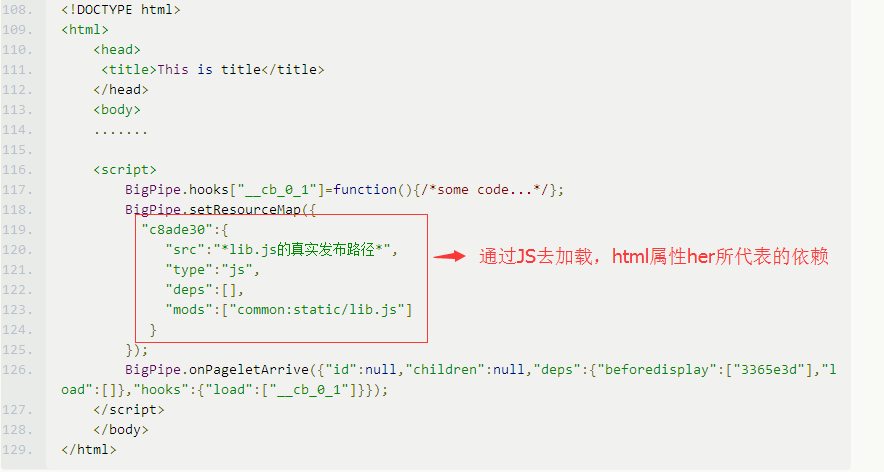 108. <!DOCTYPE html>
109. <html>
110. <head>
111. <title>This is title</title>
112. </head>
113. <body>
114. .......
115.
116. <script>
117. BigPipe.hooks["__cb_0_1"]=function(){/*some code...*/};
118. BigPipe.setResourceMap({
119. "c8ade30":{
120. "src":"*lib.js的真实发布路径*",
121. "type":"js",
122. "deps":[],
123. "mods":["common:static/lib.js"]
124. }
125. });
126. BigPipe.onPageletArrive({"id":null,"children":null,"deps":{"beforedisplay":["3365e3d"],"l
oad":[]},"hooks":{"load":["__cb_0_1"]}});
127. </script>
128. </body>
129. </html>
通过JS去加载，html属性her所代表的依赖